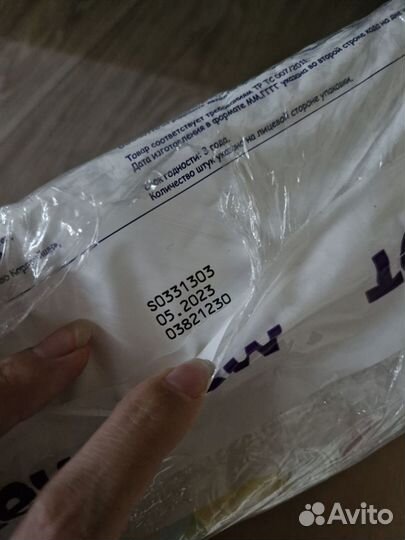 Товар соответствует требованиям ТР ТС 007/2011.
Дата изготовления в формате ММ.ГГГГ указана во второй строке кода на
Срок годности: 3 года.
Количество штук указано на лицевой стороне упаковки.
S0331303
05.2023
03821230
Avito